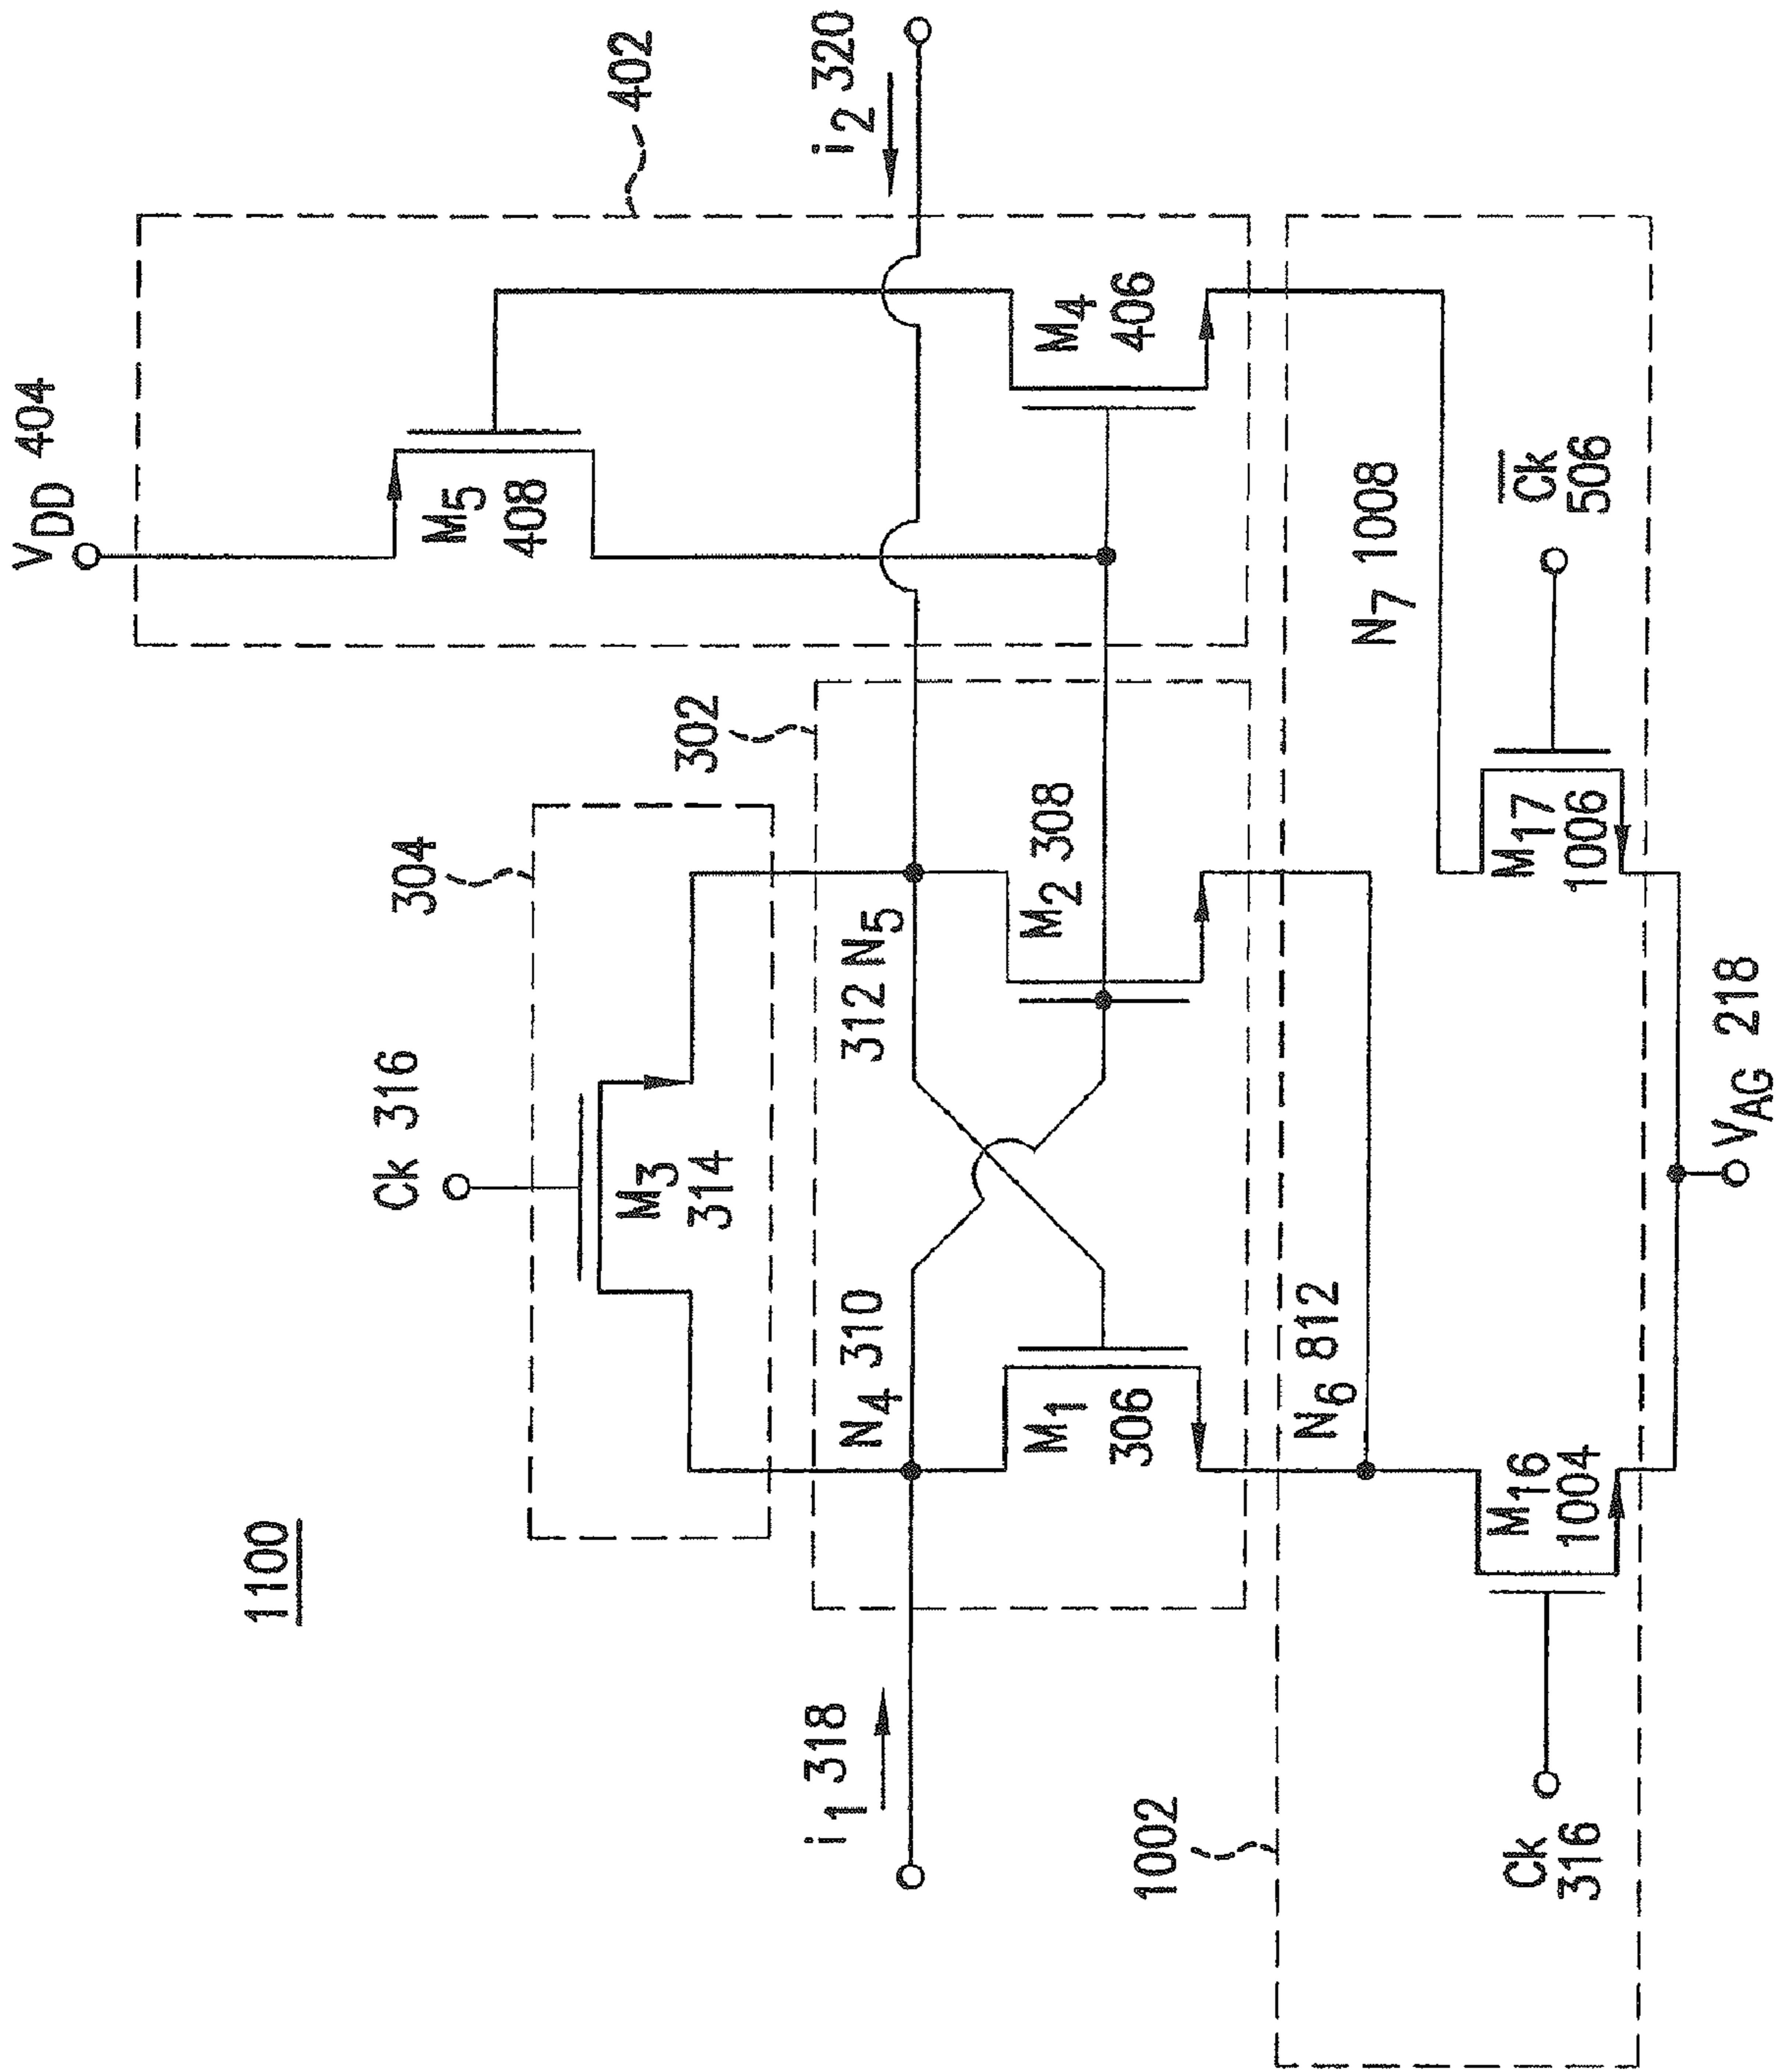 1100
V_DD 404
402
i_2 320
M_5
408
M_4
406
304
Ck 316
M_3
314
302
N_4 310
312 N_5
M_1
306
M_2 308
i_1 318
1002
N_6 812
N_7 1008
M_16
1004
M_17
1006
Ck
316
C̅k̅
506
V_AG 218